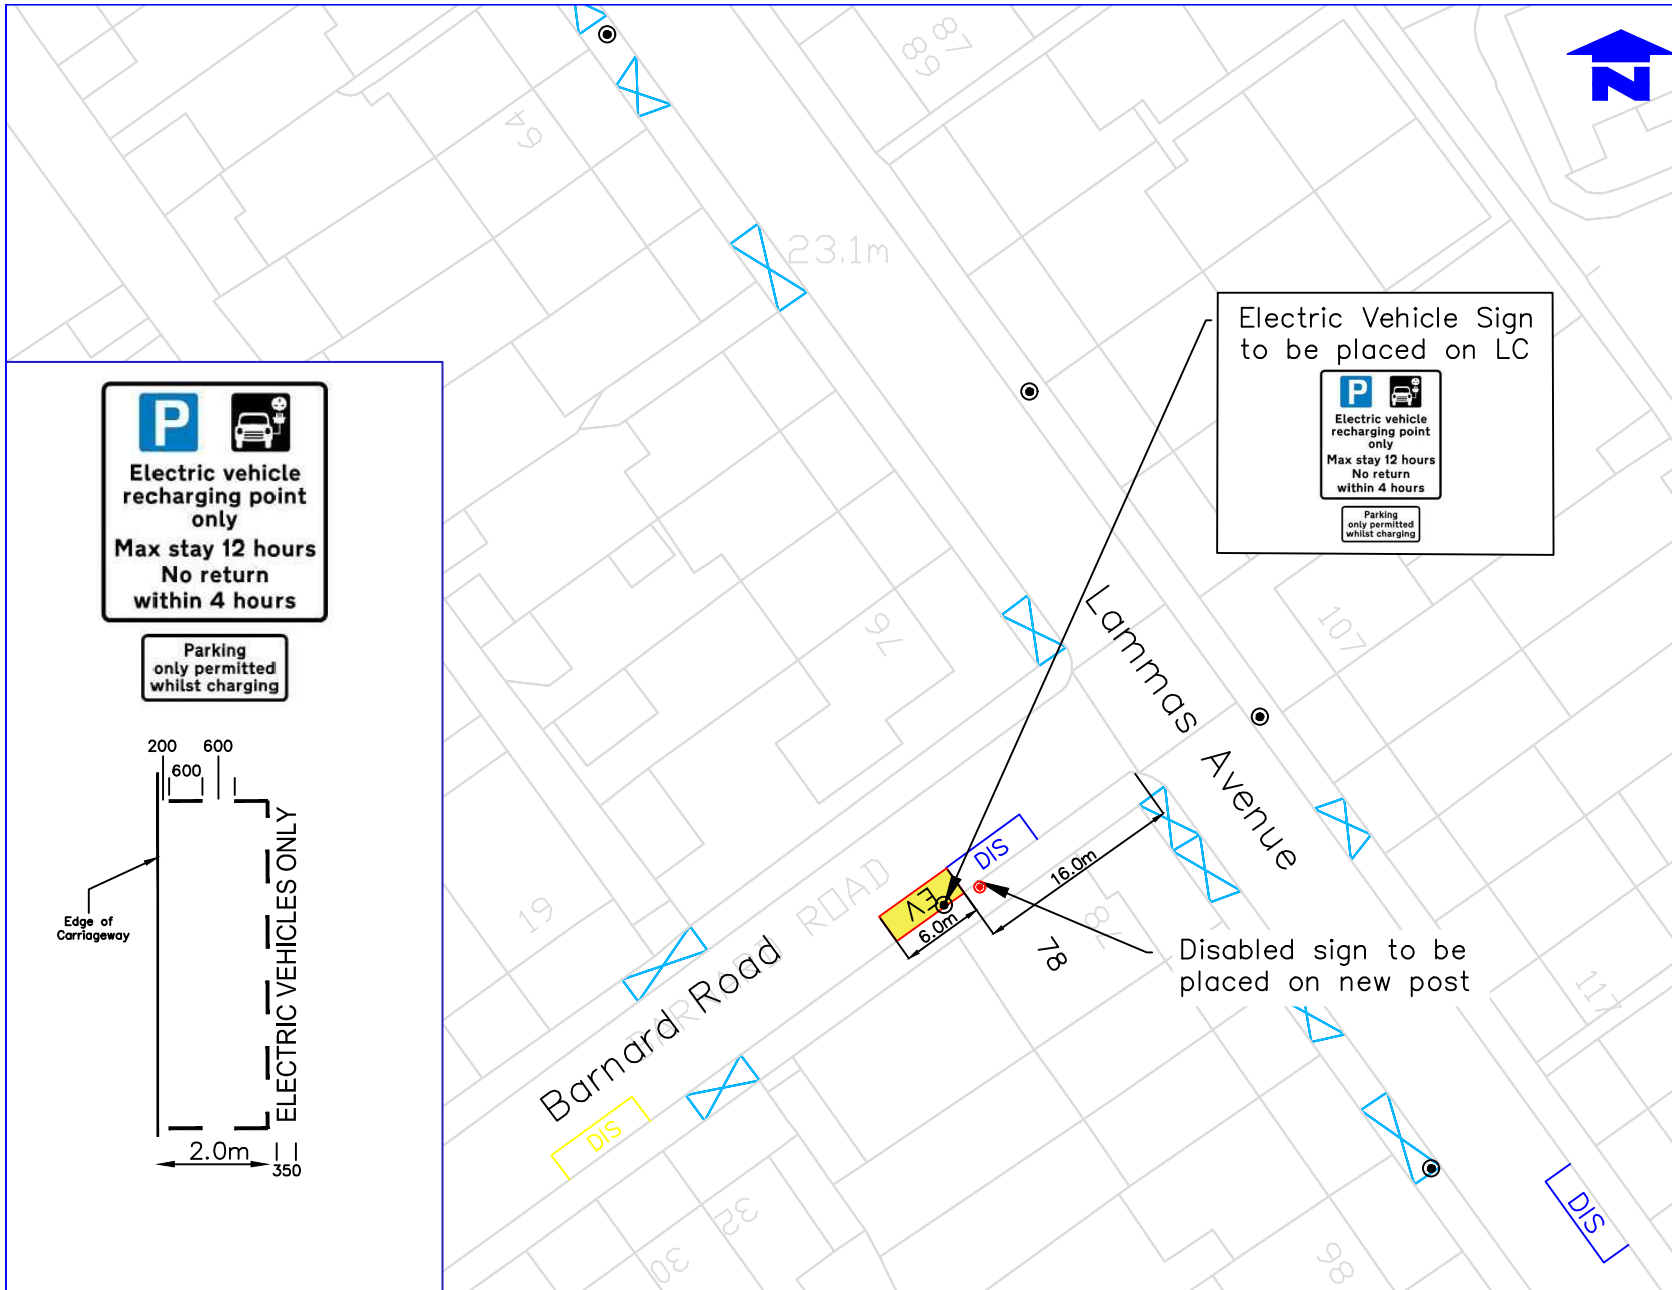 N
88
87
64
23.1m
Electric Vehicle Sign
to be placed on LC
P
Electric vehicle
recharging point
only
Max stay 12 hours
No return
within 4 hours
Parking
only permitted
whilst charging
P
Electric vehicle
recharging point
only
Max stay 12 hours
No return
within 4 hours
Parking
only permitted
whilst charging
200
600
600
ELECTRIC VEHICLES ONLY
Edge of
Carriageway
2.0m
350
Lammas Avenue
107
76
DIS
16.0m
EV
6.0m
19
BARNARD ROAD
Barnard Road
78
78
Disabled sign to be
placed on new post
117
DIS
32
30
98
DIS